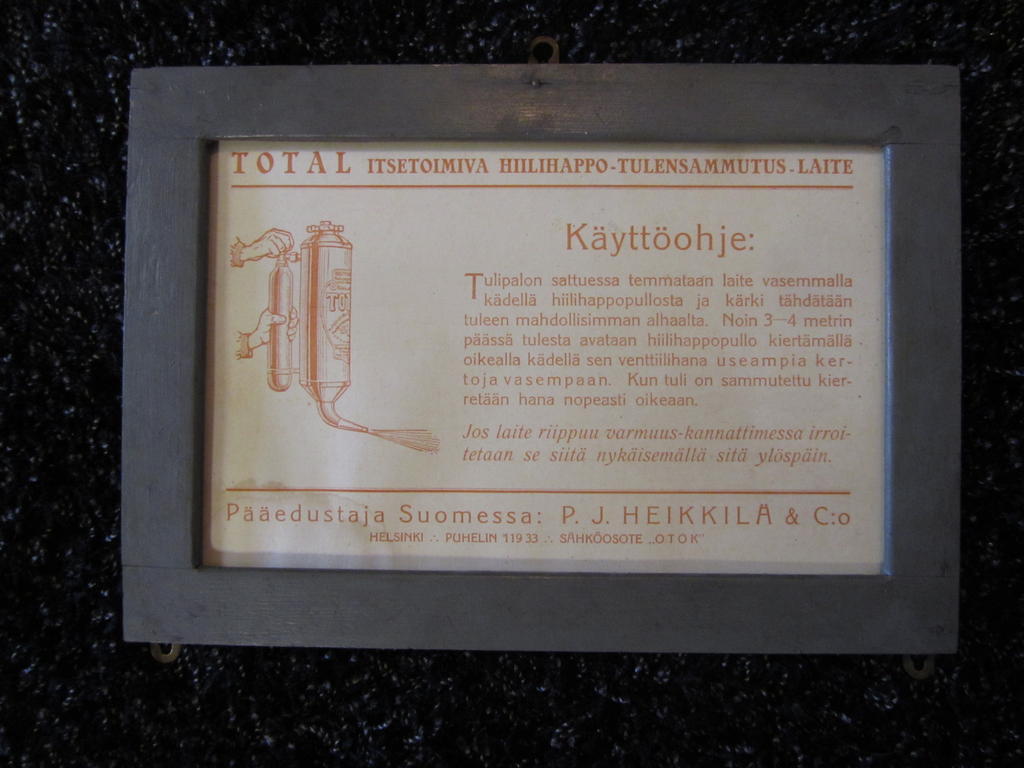 TOTAL ITSETOIMIVA HIILIHAPPO-TULENSAMMUTUS-LAITE
Käyttöohje:
Tulipalon sattuessa temmataan laite vasemmalla
kädellä hiilihappopullosta ja kärki tähdätään
tuleen mahdollisimman alhaalta. Noin 3—4 metrin
päässä tulesta avataan hiilihappopullo kiertämällä
oikealla kädellä sen venttiilihana useampia ker-
toja vasempaan. Kun tuli on sammutettu kier-
retään hana nopeasti oikeaan.
Jos laite riippuu varmuus-kannattimessa irroi-
tetaan se siitä nykäisemällä sitä ylöspäin.
Pääedustaja Suomessa: P. J. HEIKKILÄ & C:o
HELSINKI .·. PUHELIN 119 33 .·. SÄHKÖOSOTE „OTOK"